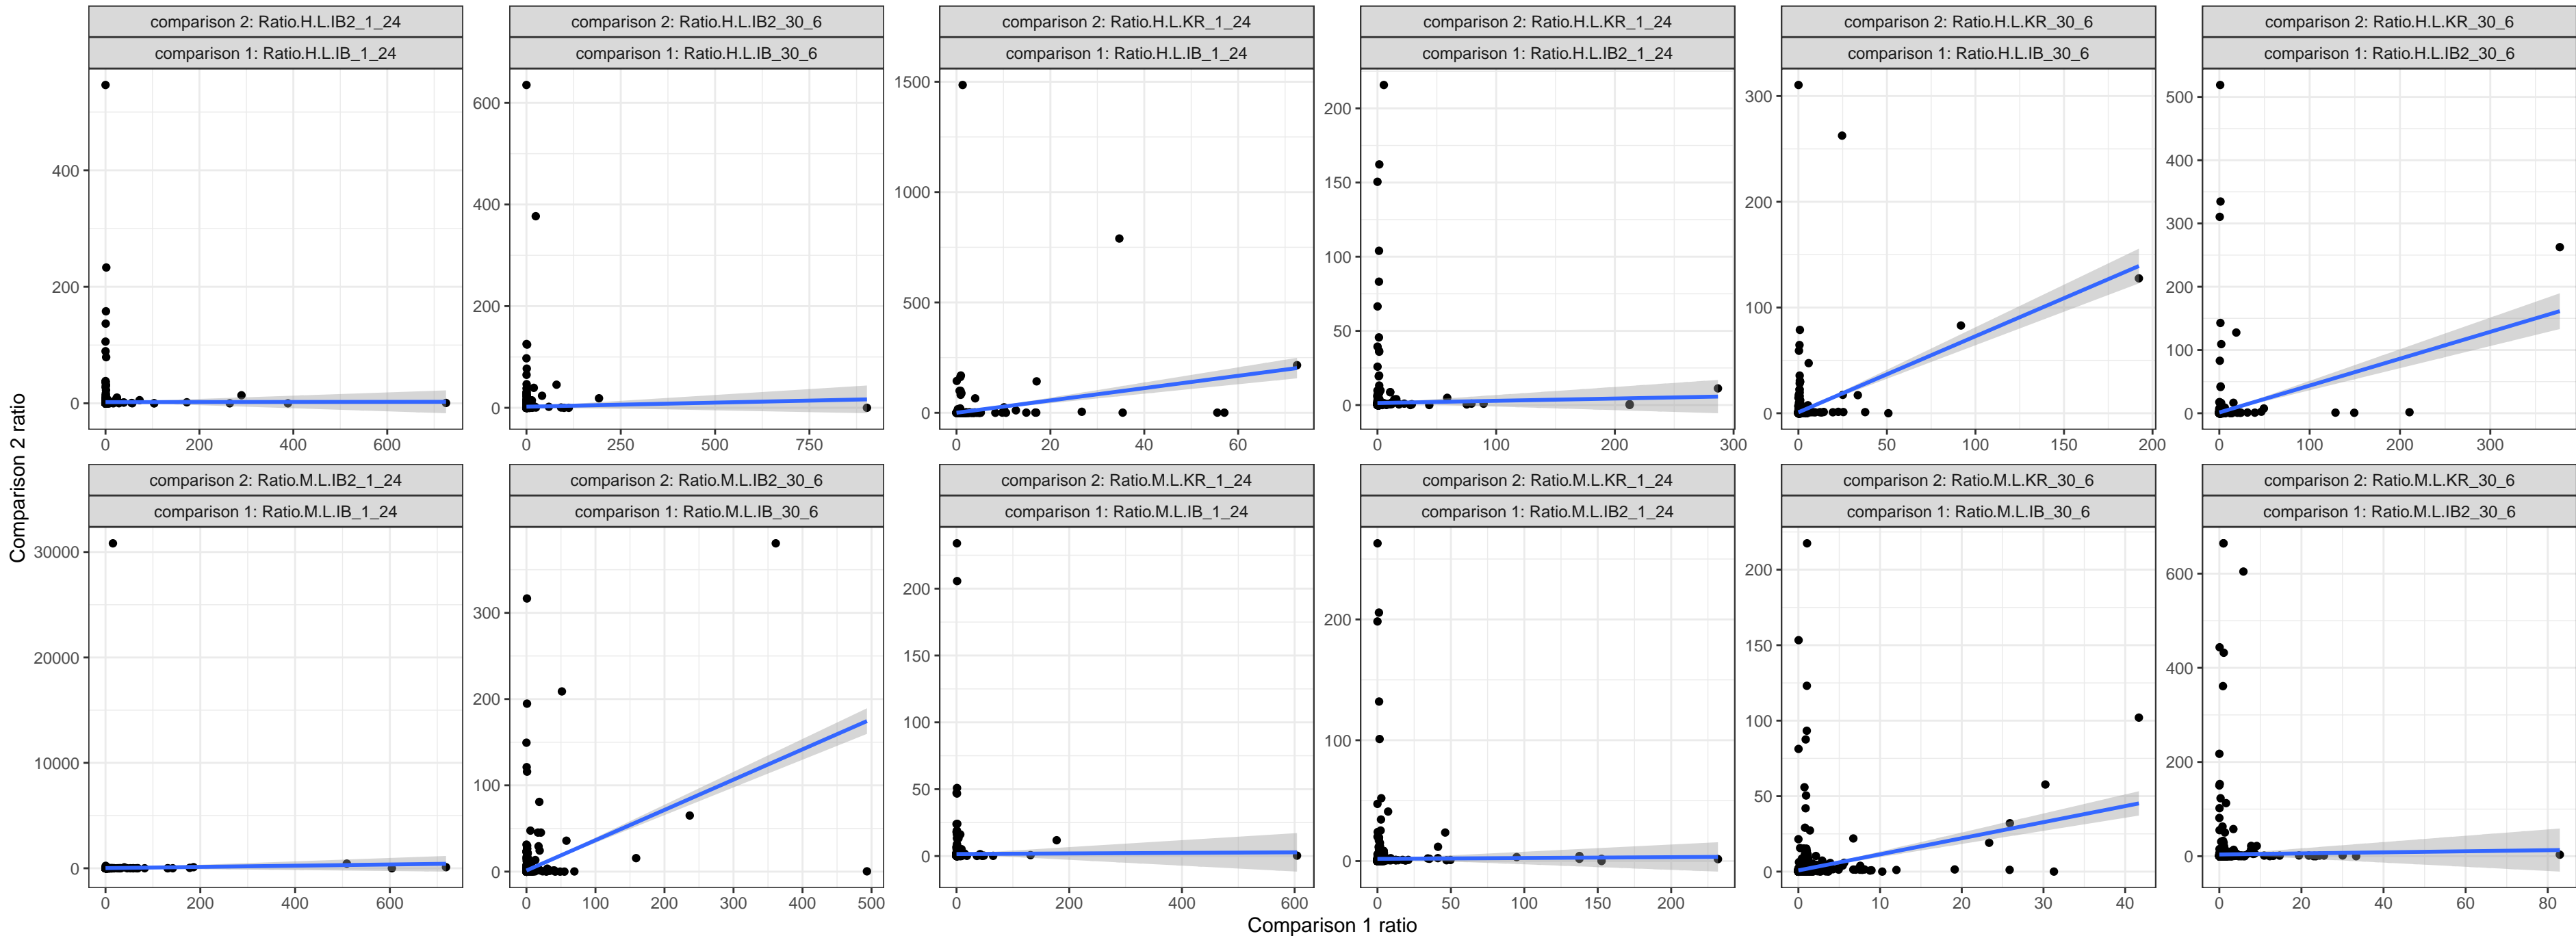 comparison 2: Ratio.H.L.IB2_1_24
comparison 1: Ratio.H.L.IB_1_24
comparison 2: Ratio.H.L.IB2_30_6
comparison 1: Ratio.H.L.IB_30_6
comparison 2: Ratio.H.L.KR_1_24
comparison 1: Ratio.H.L.IB_1_24
comparison 2: Ratio.H.L.KR_1_24
comparison 1: Ratio.H.L.IB2_1_24
comparison 2: Ratio.H.L.KR_30_6
comparison 1: Ratio.H.L.IB_30_6
comparison 2: Ratio.H.L.KR_30_6
comparison 1: Ratio.H.L.IB2_30_6
400
200
0
0 200 400 600
600
400
200
0
0 250 500 750
1500
1000
500
0
0 20 40 60
200
150
100
50
0
0 100 200 300
300
200
100
0
0 50 100 150 200
500
400
300
200
100
0
0 100 200 300
comparison 2: Ratio.M.L.IB2_1_24
comparison 1: Ratio.M.L.IB_1_24
comparison 2: Ratio.M.L.IB2_30_6
comparison 1: Ratio.M.L.IB_30_6
comparison 2: Ratio.M.L.KR_1_24
comparison 1: Ratio.M.L.IB_1_24
comparison 2: Ratio.M.L.KR_1_24
comparison 1: Ratio.M.L.IB2_1_24
comparison 2: Ratio.M.L.KR_30_6
comparison 1: Ratio.M.L.IB_30_6
comparison 2: Ratio.M.L.KR_30_6
comparison 1: Ratio.M.L.IB2_30_6
30000
20000
10000
0
0 200 400 600
300
200
100
0
0 100 200 300 400 500
200
150
100
50
0
0 200 400 600
200
100
0
0 50 100 150 200
200
150
100
50
0
0 10 20 30 40
600
400
200
0
0 20 40 60 80
Comparison 2 ratio
Comparison 1 ratio